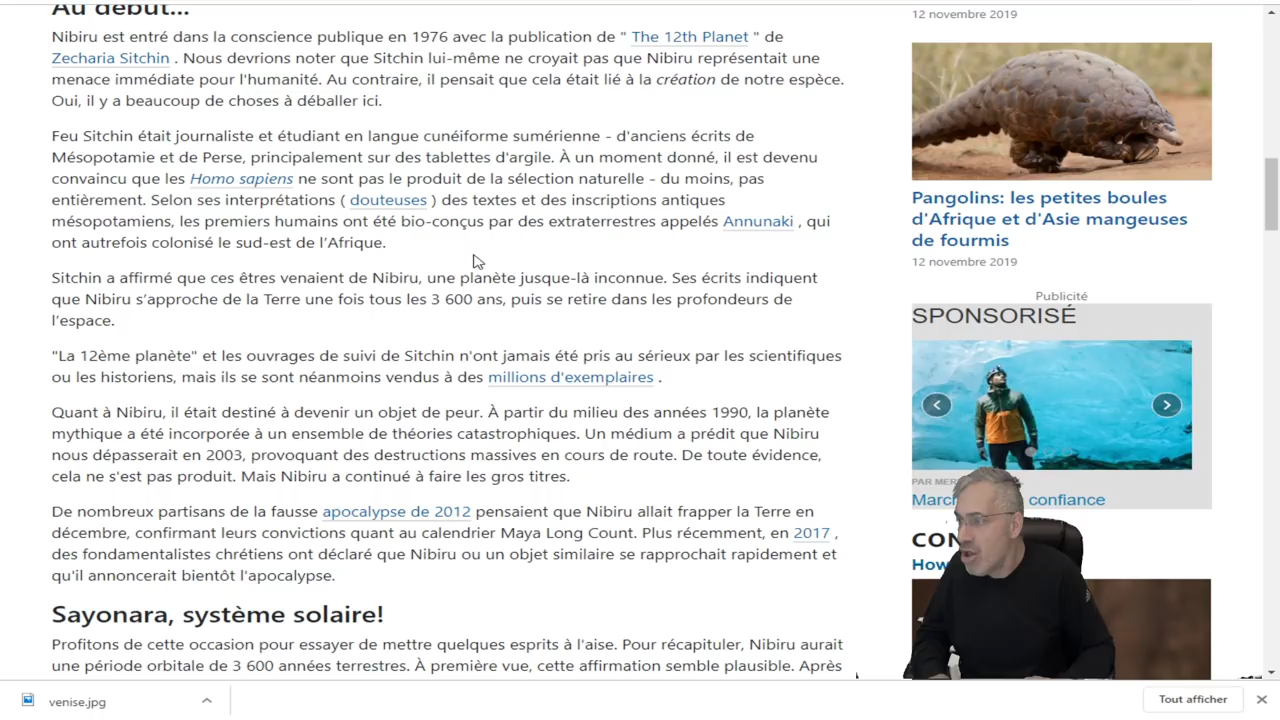 Au début...
Nibiru est entré dans la conscience publique en 1976 avec la publication de " The 12th Planet " de
Zecharia Sitchin . Nous devrions noter que Sitchin lui-même ne croyait pas que Nibiru représentait une
menace immédiate pour l'humanité. Au contraire, il pensait que cela était lié à la création de notre espèce.
Oui, il y a beaucoup de choses à déballer ici.
Feu Sitchin était journaliste et étudiant en langue cunéiforme sumérienne - d'anciens écrits de
Mésopotamie et de Perse, principalement sur des tablettes d'argile. À un moment donné, il est devenu
convaincu que les Homo sapiens ne sont pas le produit de la sélection naturelle - du moins, pas
entièrement. Selon ses interprétations ( douteuses ) des textes et des inscriptions antiques
mésopotamiens, les premiers humains ont été bio-conçus par des extraterrestres appelés Annunaki , qui
ont autrefois colonisé le sud-est de l’Afrique.
Sitchin a affirmé que ces êtres venaient de Nibiru, une planète jusque-là inconnue. Ses écrits indiquent
que Nibiru s’approche de la Terre une fois tous les 3 600 ans, puis se retire dans les profondeurs de
l’espace.
"La 12ème planète" et les ouvrages de suivi de Sitchin n'ont jamais été pris au sérieux par les scientifiques
ou les historiens, mais ils se sont néanmoins vendus à des millions d'exemplaires .
Quant à Nibiru, il était destiné à devenir un objet de peur. À partir du milieu des années 1990, la planète
mythique a été incorporée à un ensemble de théories catastrophiques. Un médium a prédit que Nibiru
nous dépasserait en 2003, provoquant des destructions massives en cours de route. De toute évidence,
cela ne s'est pas produit. Mais Nibiru a continué à faire les gros titres.
De nombreux partisans de la fausse apocalypse de 2012 pensaient que Nibiru allait frapper la Terre en
décembre, confirmant leurs convictions quant au calendrier Maya Long Count. Plus récemment, en 2017 ,
des fondamentalistes chrétiens ont déclaré que Nibiru ou un objet similaire se rapprochait rapidement et
qu'il annoncerait bientôt l'apocalypse.
Sayonara, système solaire!
Profitons de cette occasion pour essayer de mettre quelques esprits à l'aise. Pour récapituler, Nibiru aurait
une période orbitale de 3 600 années terrestres. À première vue, cette affirmation semble plausible. Après
12 novembre 2019
Pangolins: les petites boules
d'Afrique et d'Asie mangeuses
de fourmis
12 novembre 2019
Publicité
SPONSORISÉ
PAR
confiance
How
venise.jpg
Tout afficher